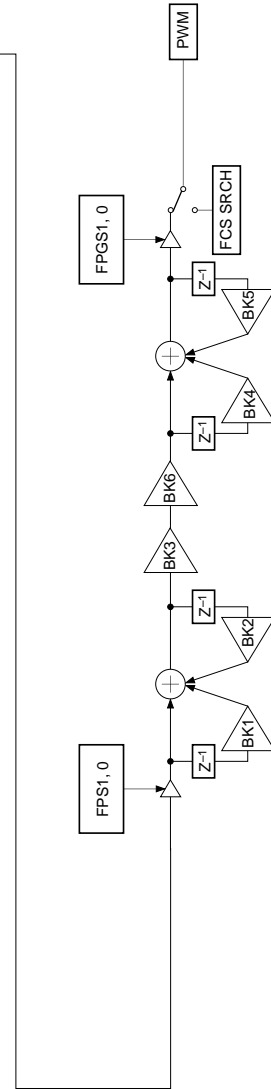 FPS1, 0
Z–1
BK1
BK2
Z–1
BK3
BK6
Z–1
BK4
BK5
Z–1
FPGS1, 0
FCS SRCH
PWM